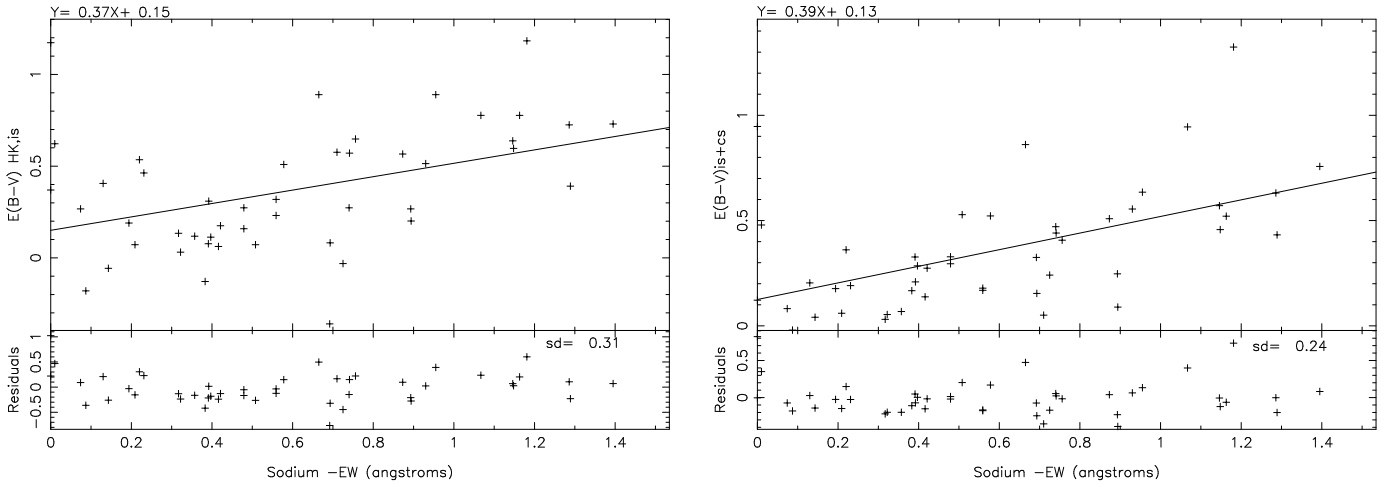 Y= 0.37X+ 0.15
E(B−V) HK,is
1
0.5
0
sd= 0.31
Residuals
1
0.5
0
−0.5
0 0.2 0.4 0.6 0.8 1 1.2 1.4
Sodium −EW (angstroms)
Y= 0.39X+ 0.13
E(B−V)is+cs
1
0.5
0
sd= 0.24
Residuals
0.5
0
0 0.2 0.4 0.6 0.8 1 1.2 1.4
Sodium −EW (angstroms)